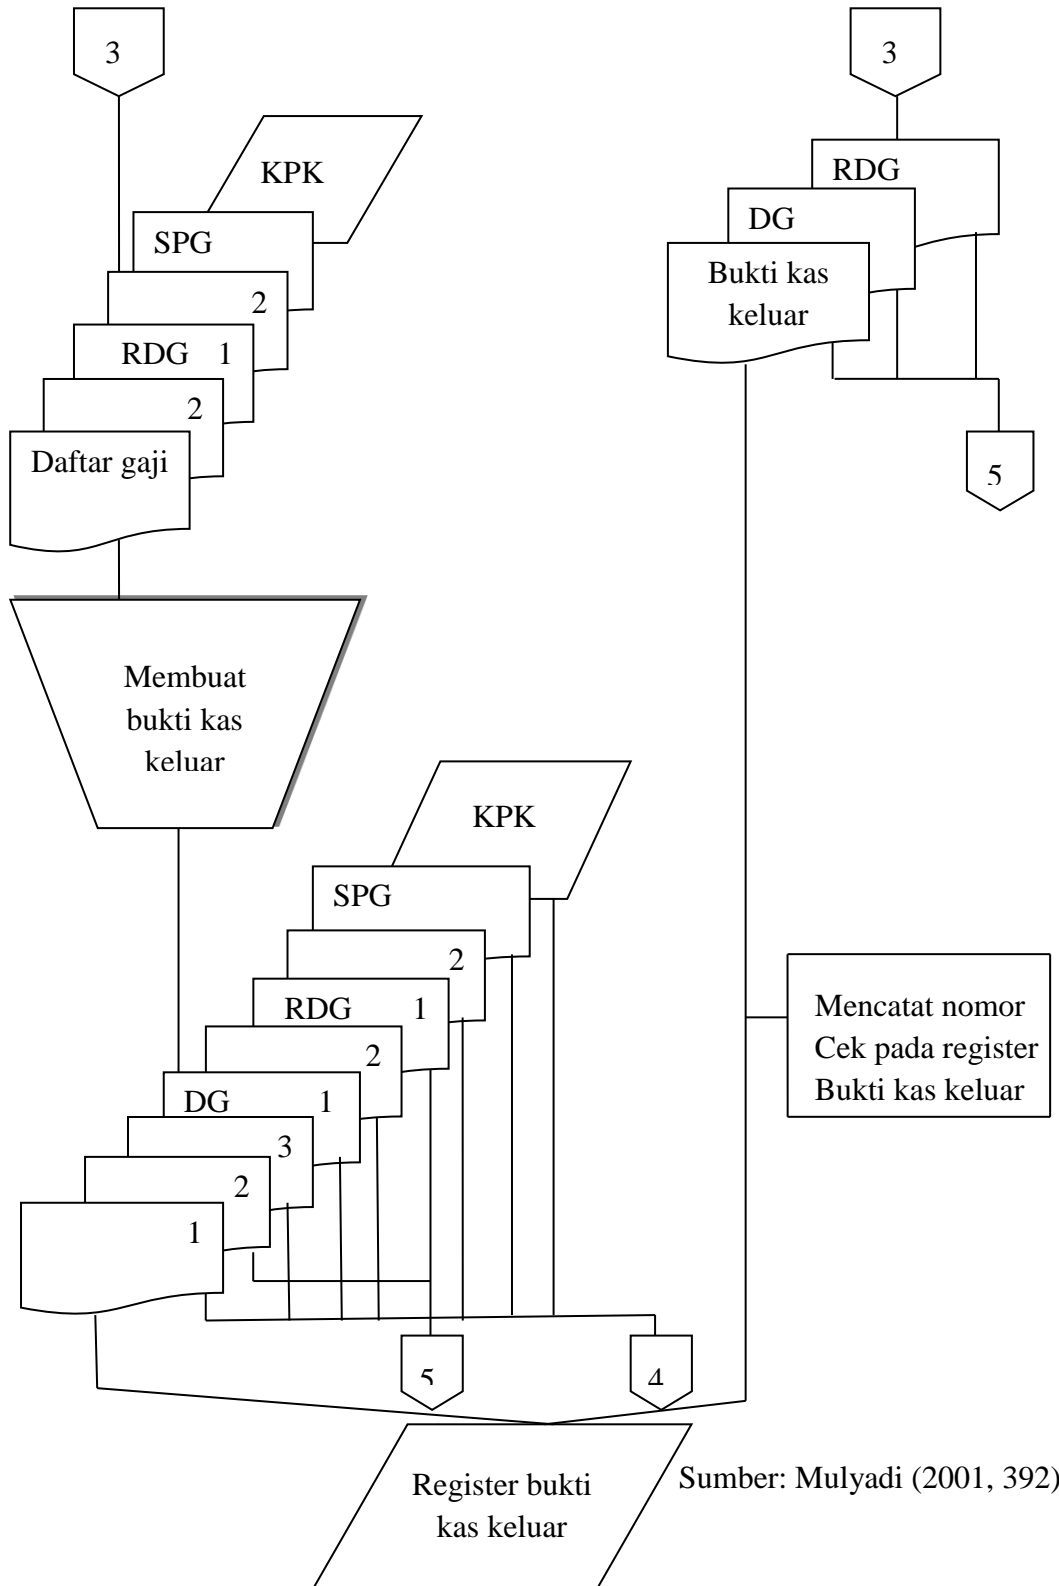 3
KPK
SPG
2
RDG 1
2
Daftar gaji
Membuat
bukti kas
keluar
KPK
SPG
2
RDG 1
2
DG 1
3
2
1
5
4
3
RDG
DG
Bukti kas
keluar
5
Mencatat nomor
Cek pada register
Bukti kas keluar
Register bukti
kas keluar
Sumber: Mulyadi (2001, 392)